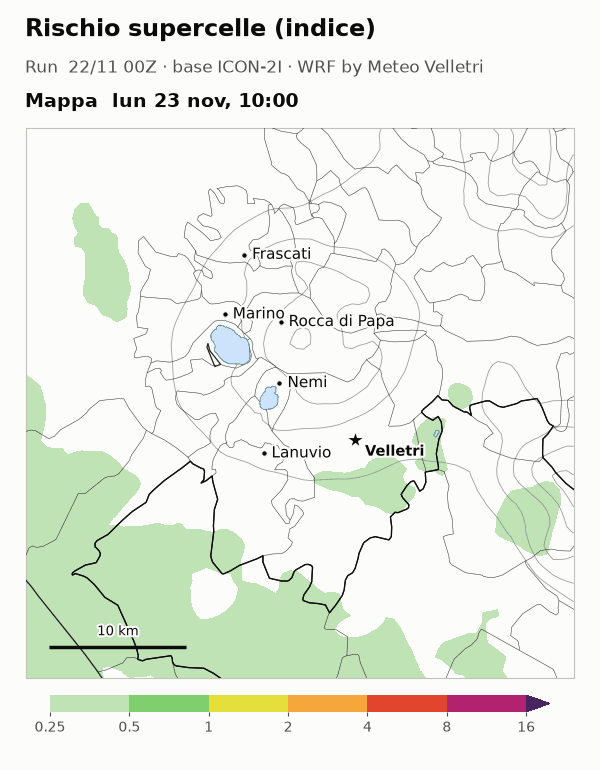 Rischio supercelle (indice)
Run  22/11 00Z · base ICON-2I · WRF by Meteo Velletri
Mappa  lun 23 nov, 10:00
Frascati
Marino
Rocca di Papa
Nemi
Velletri
Lanuvio
10 km
0.25 0.5 1 2 4 8 16